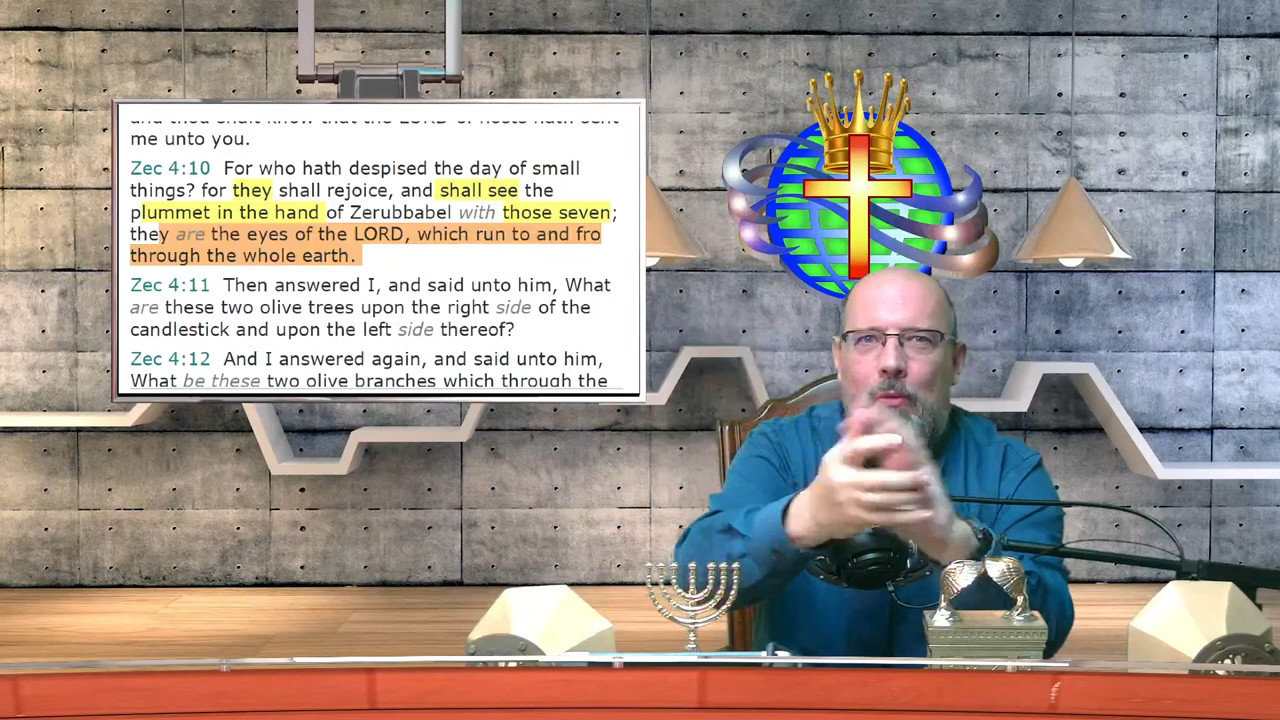 me unto you.
Zec 4:10 For who hath despised the day of small
things? for they shall rejoice, and shall see the
plummet in the hand of Zerubbabel with those seven;
they are the eyes of the LORD, which run to and fro
through the whole earth.
Zec 4:11 Then answered I, and said unto him, What
are these two olive trees upon the right side of the
candlestick and upon the left side thereof?
Zec 4:12 And I answered again, and said unto him,
What be these two olive branches which through the